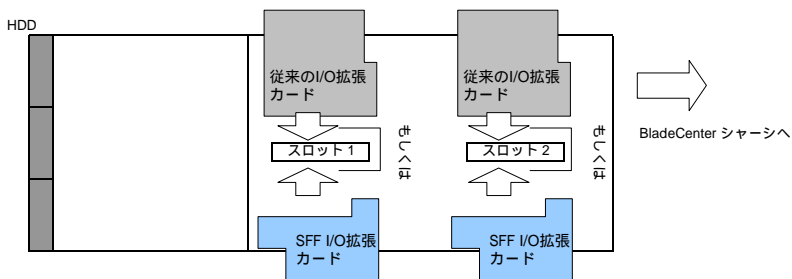 HDD
従来のI/O拡張
カード
従来のI/O拡張
カード
もしくは
もしくは
スロット 1
スロット 2
BladeCenter シャーシへ
SFF I/O拡張
カード
SFF I/O拡張
カード